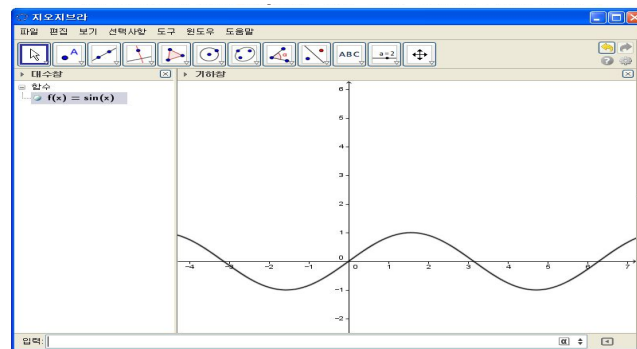 지오지브라
파일 편집 보기 선택사항 도구 윈도우 도움말
A ABC a=2
대수창
기하창
함수
f(x) = sin(x)
6
5
4
3
2
1
0
-4 -3 -2 -1 0 1 2 3 4 5 6 7
-1
-2
입력: α